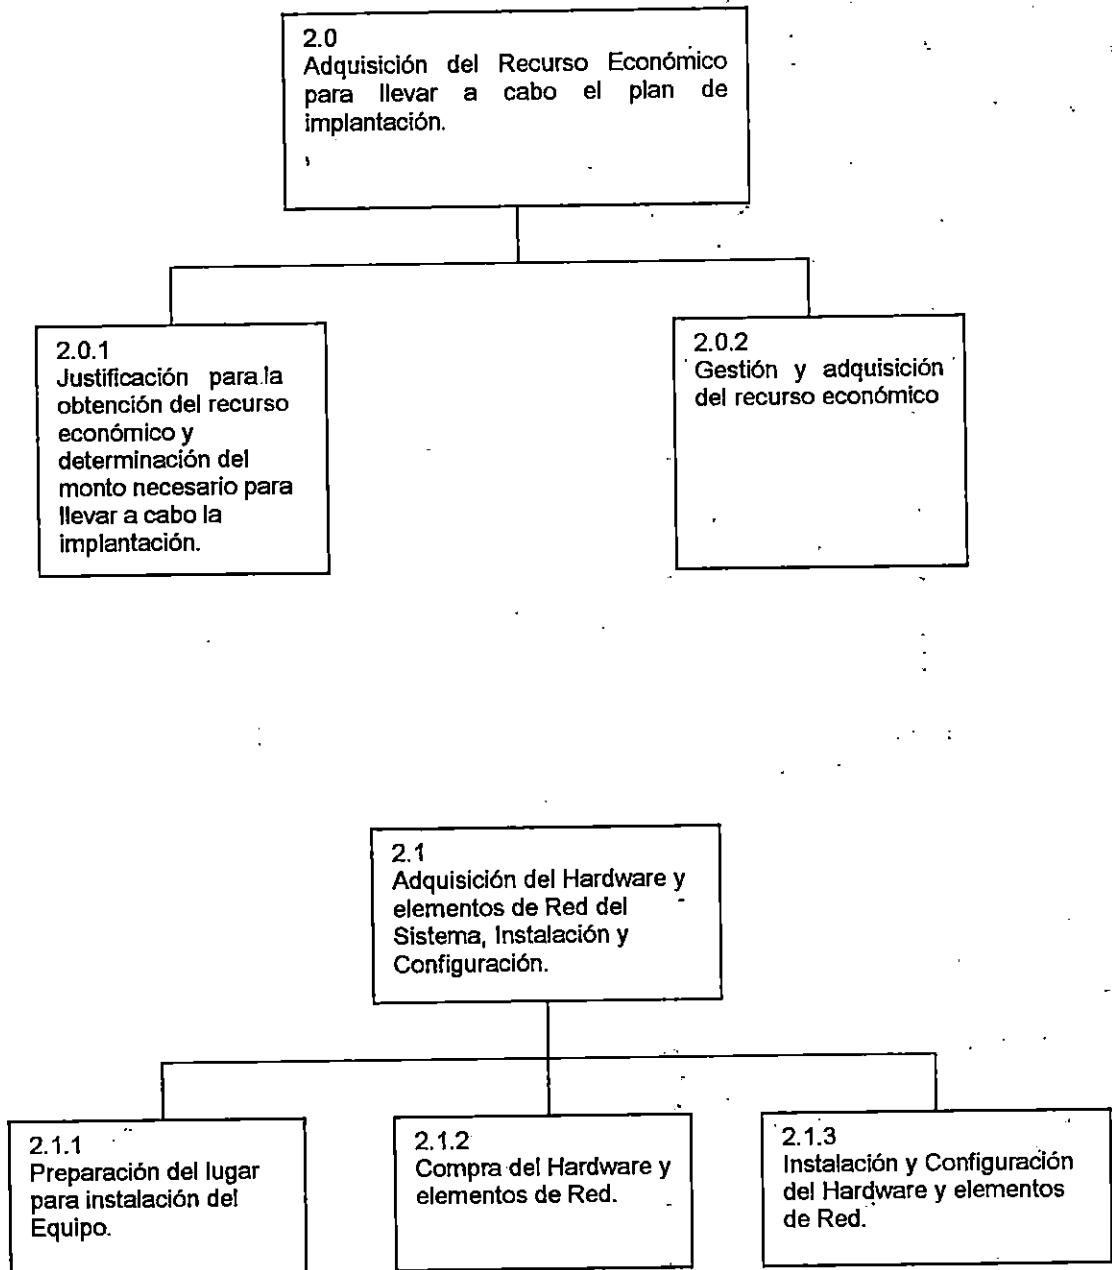 2.0
Adquisición del Recurso Económico
para llevar a cabo el plan de
implantación.
2.0.1
Justificación para la
obtención del recurso
económico y
determinación del
monto necesario para
llevar a cabo la
implantación.
2.0.2
Gestión y adquisición
del recurso económico
2.1
Adquisición del Hardware y
elementos de Red del
Sistema, Instalación y
Configuración.
2.1.1
Preparación del lugar
para instalación del
Equipo.
2.1.2
Compra del Hardware y
elementos de Red.
2.1.3
Instalación y Configuración
del Hardware y elementos
de Red.